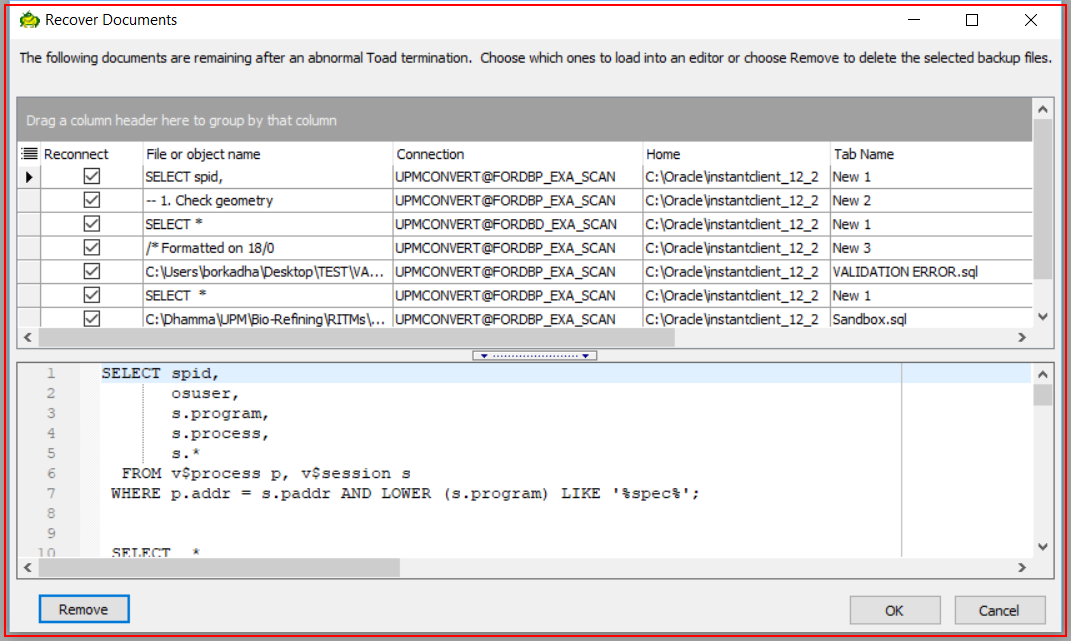 Recover Documents
The following documents are remaining after an abnormal Toad termination.  Choose which ones to load into an editor or choose Remove to delete the selected backup files.
Drag a column header here to group by that column
Reconnect File or object name Connection Home Tab Name
SELECT spid, UPMCONVERT@FORDBP_EXA_SCAN C:\Oracle\instantclient_12_2 New 1
-- 1. Check geometry UPMCONVERT@FORDBP_EXA_SCAN C:\Oracle\instantclient_12_2 New 2
SELECT * UPMCONVERT@FORDBD_EXA_SCAN C:\Oracle\instantclient_12_2 New 1
/* Formatted on 18/0 UPMCONVERT@FORDBP_EXA_SCAN C:\Oracle\instantclient_12_2 New 3
C:\Users\borkadha\Desktop\TEST\VA... UPMCONVERT@FORDBP_EXA_SCAN C:\Oracle\instantclient_12_2 VALIDATION ERROR.sql
SELECT  * UPMCONVERT@FORDBP_EXA_SCAN C:\Oracle\instantclient_12_2 New 1
C:\Dhamma\UPM\Bio-Refining\RITMs\... UPMCONVERT@FORDBP_EXA_SCAN C:\Oracle\instantclient_12_2 Sandbox.sql
1 SELECT spid,
2 osuser,
3 s.program,
4 s.process,
5 s.*
6 FROM v$process p, v$session s
7 WHERE p.addr = s.paddr AND LOWER (s.program) LIKE '%spec%';
8
9
10 SELECT  *
Remove OK Cancel